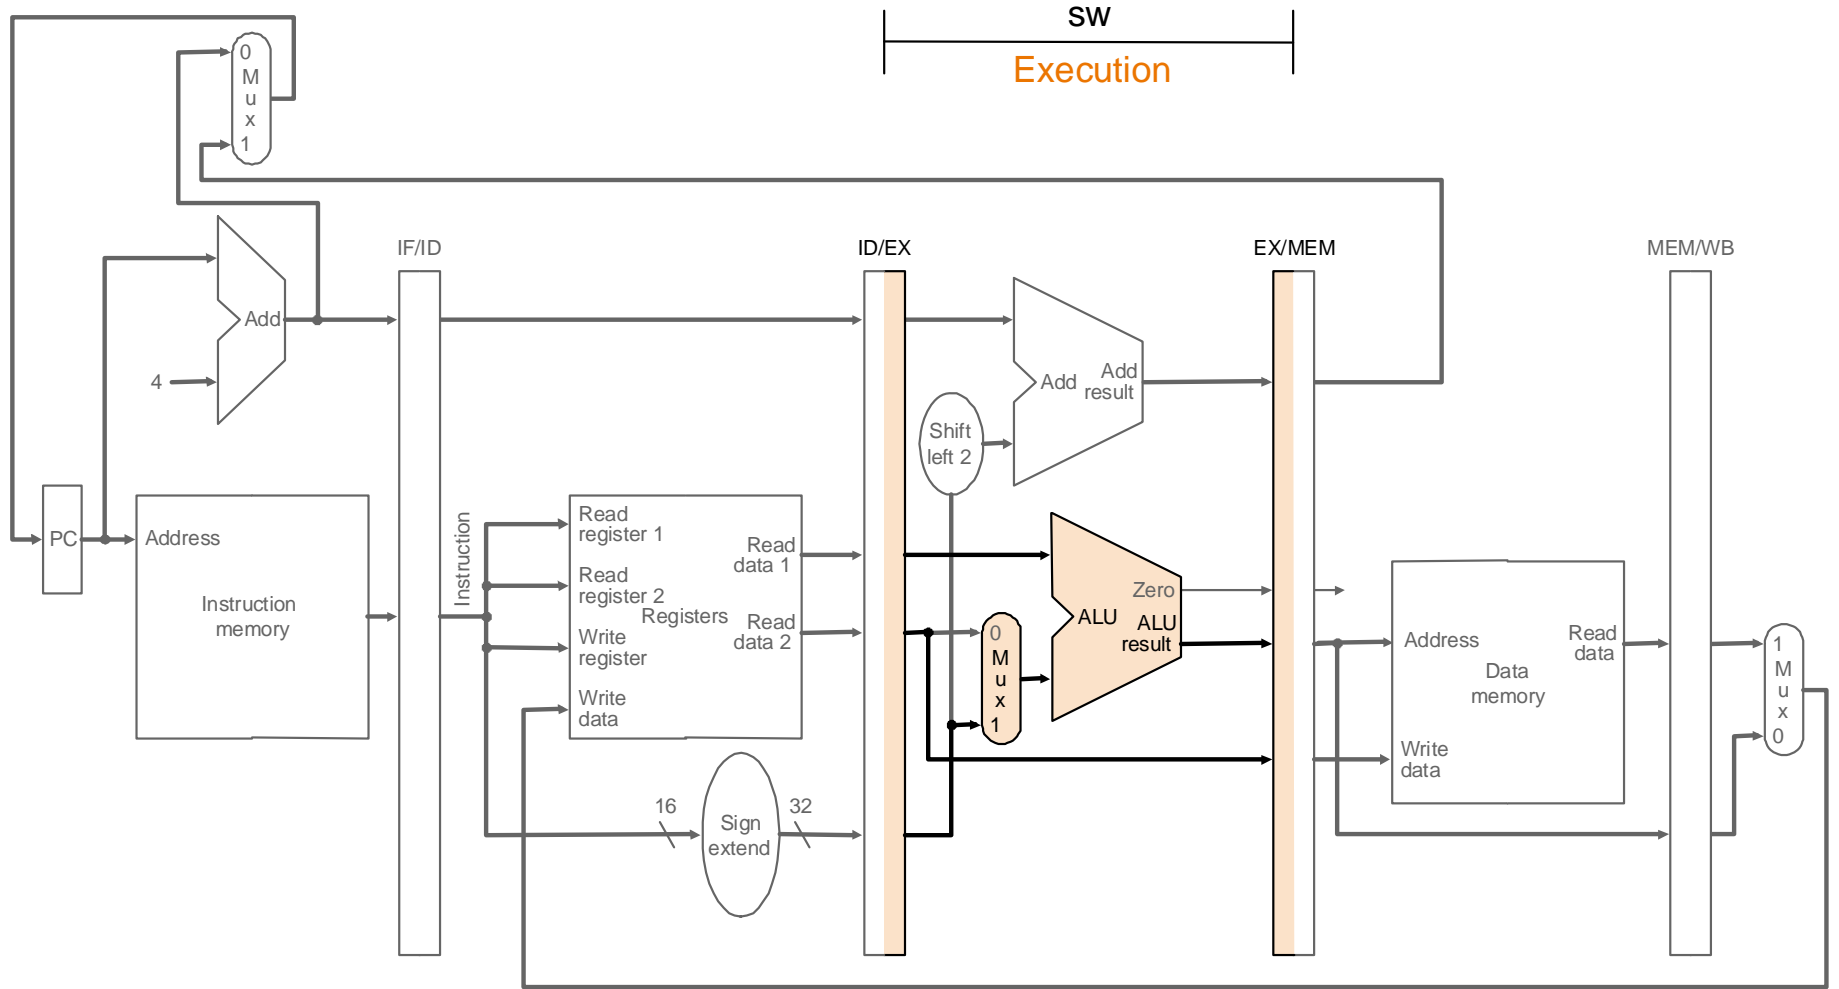 sw
Execution
0
M
u
x
1
IF/ID
ID/EX
EX/MEM
MEM/WB
Add
4
Add
Add
result
Shift
left 2
PC
Address
Instruction
memory
Instruction
Read
register 1
Read
register 2
Write
register
Write
data
Registers
Read
data 1
Read
data 2
16
Sign
extend
32
0
M
u
x
1
Zero
ALU
ALU
result
Address
Read
data
Data
memory
Write
data
1
M
u
x
0